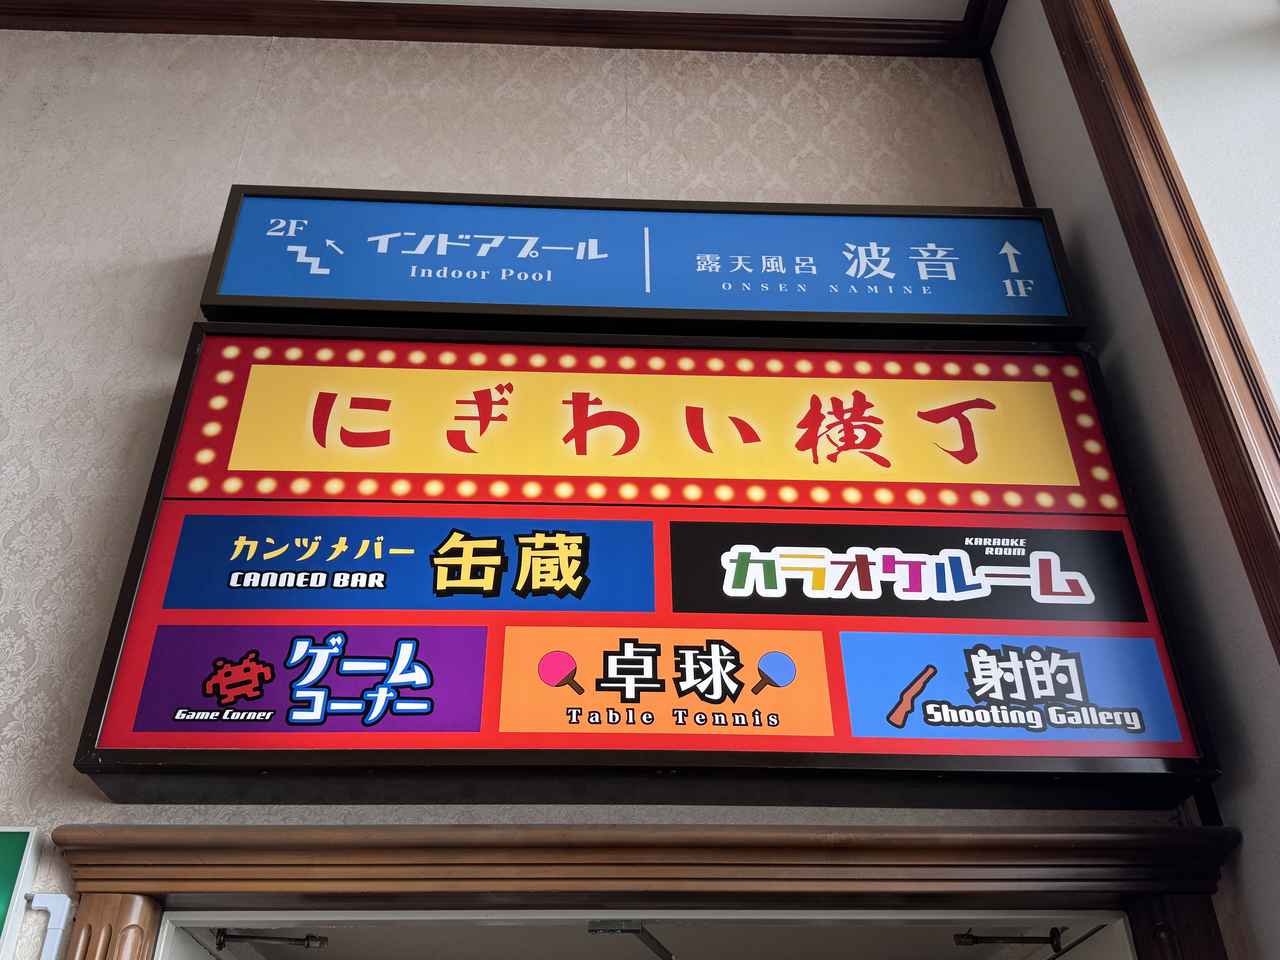 2F
インドアプール
Indoor Pool
露天風呂 波音
ONSEN NAMINE
1F
にぎわい横丁
カンヅメバー
CANNED BAR
缶蔵
KARAOKE
ROOM
カラオケルーム
Game Corner
ゲーム
コーナー
卓球
Table Tennis
射的
Shooting Gallery